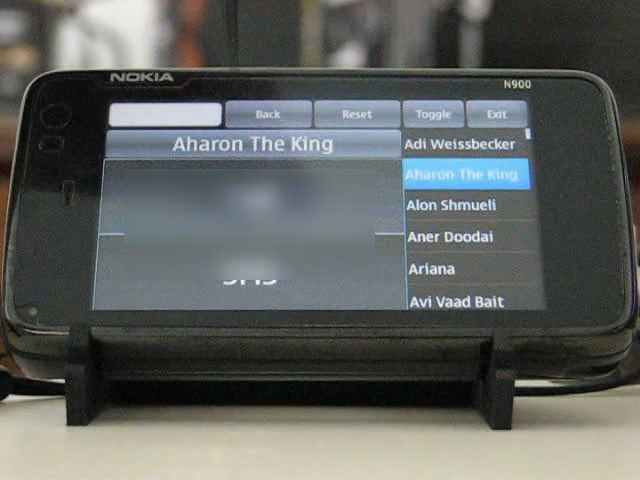 NOKIA
N900
Back Reset Toggle Exit
Aharon The King
Adi Weissbecker
Aharon The King
Alon Shmueli
Aner Doodai
Ariana
Avi Vaad Bait